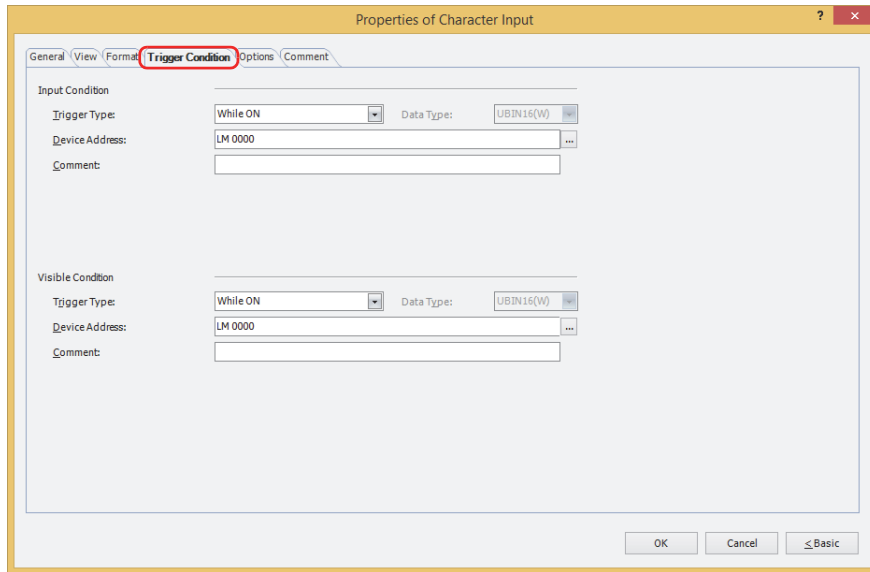 Properties of Character Input ? ×
General View Format Trigger Condition Options Comment
Input Condition
Trigger Type: While ON Data Type: UBIN16(W)
Device Address: LM 0000 ...
Comment:
Visible Condition
Trigger Type: While ON Data Type: UBIN16(W)
Device Address: LM 0000 ...
Comment:
OK Cancel < Basic